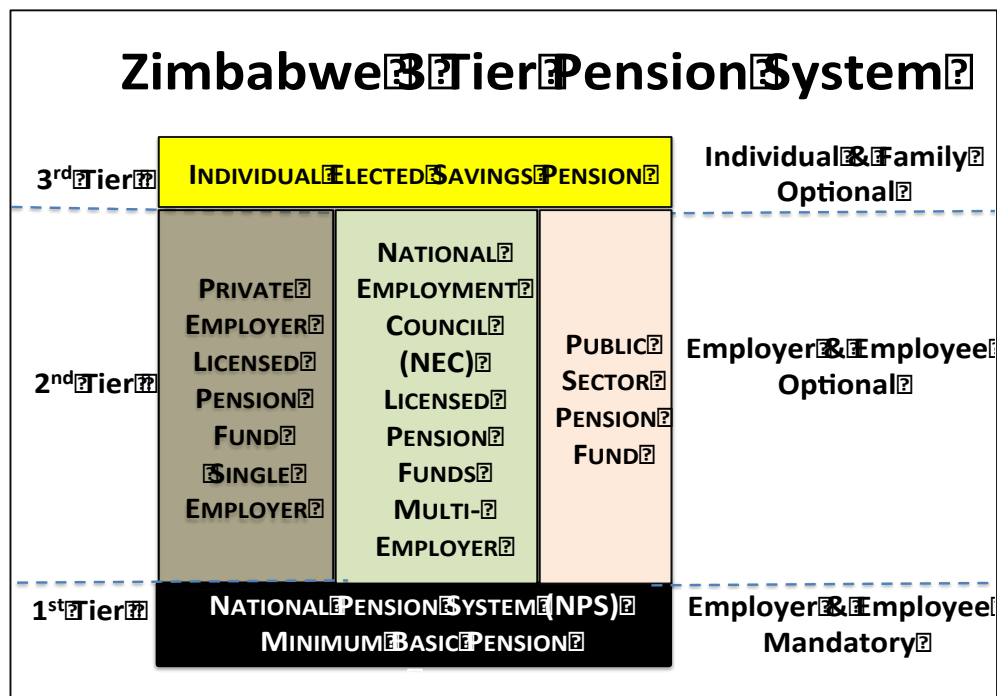 Zimbabwe 3 Tier Pension System
3rd Tier
INDIVIDUAL ELECTED SAVINGS PENSION
Individual & Family
Optional
2nd Tier
PRIVATE
EMPLOYER
LICENSED
PENSION
FUND
SINGLE
EMPLOYER
NATIONAL
EMPLOYMENT
COUNCIL
(NEC)
LICENSED
PENSION
FUNDS
MULTI-
EMPLOYER
PUBLIC
SECTOR
PENSION
FUND
Employer & Employee
Optional
1st Tier
NATIONAL PENSION SYSTEM (NPS)
MINIMUM BASIC PENSION
Employer & Employee
Mandatory